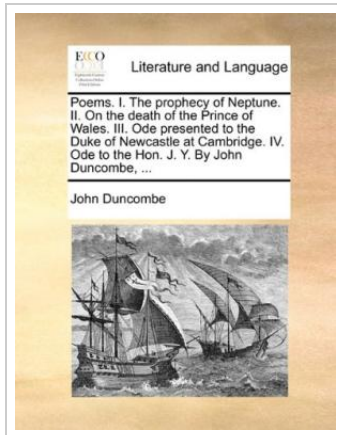 ECCO
Literature and Language
Poems. I. The prophecy of Neptune.
II. On the death of the Prince of
Wales. III. Ode presented to the
Duke of Newcastle at Cambridge. IV.
Ode to the Hon. J. Y. By John
Duncombe, ...
John Duncombe